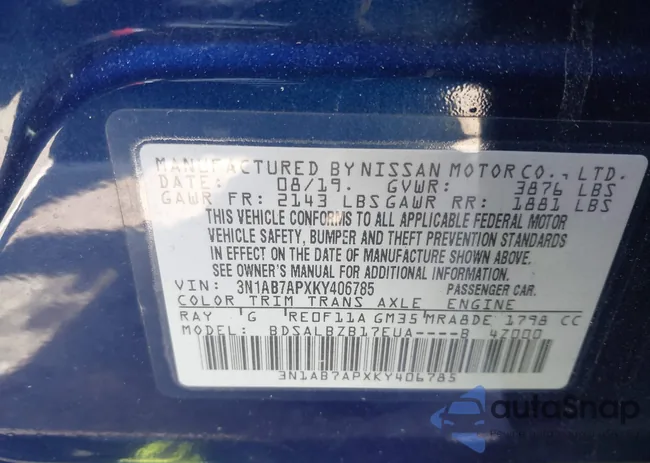 MANUFACTURED BY NISSAN MOTOR CO., LTD.
DATE: 08/19. GVWR: 3876 LBS
GAWR FR: 2143 LBS GAWR RR: 1881 LBS
THIS VEHICLE CONFORMS TO ALL APPLICABLE FEDERAL MOTOR
VEHICLE SAFETY, BUMPER AND THEFT PREVENTION STANDARDS
IN EFFECT ON THE DATE OF MANUFACTURE SHOWN ABOVE.
SEE OWNER'S MANUAL FOR ADDITIONAL INFORMATION.
VIN: 3N1AB7APXKY406785 PASSENGER CAR.
COLOR TRIM TRANS AXLE ENGINE
RAY G RE0F11A GM35 MRA8DE 1798 CC
MODEL: BDSALBZB17EUA----B 4Z000
3N1AB7APXKY406785
autoSnap